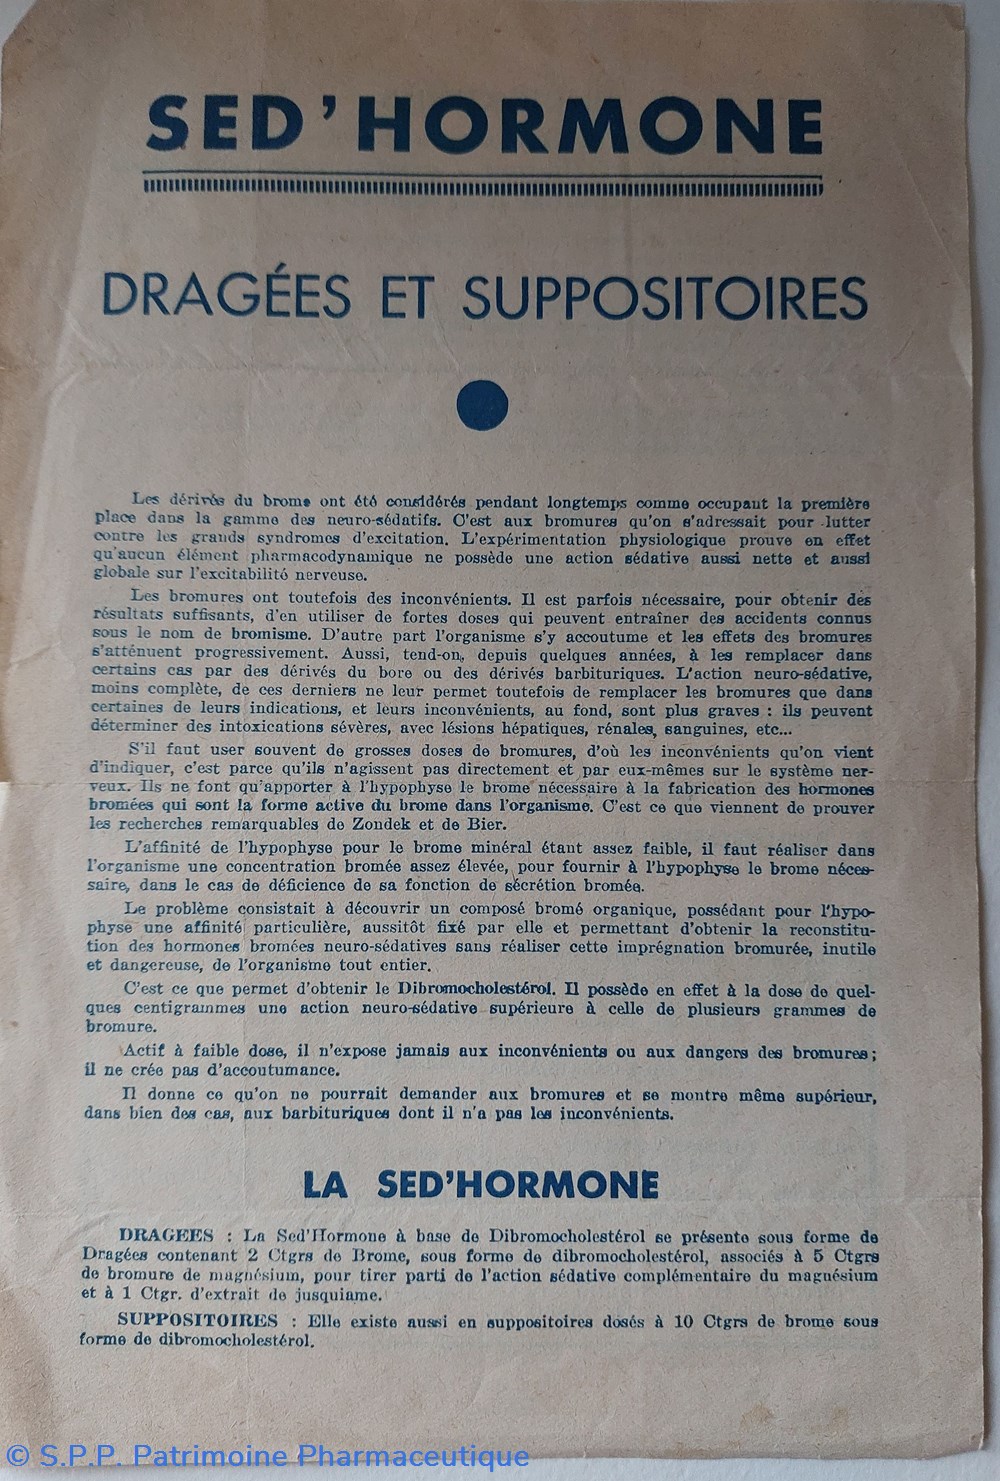 SED'HORMONE
DRAGÉES ET SUPPOSITOIRES
Les dérivés du brome ont été considérés pendant longtemps comme occupant la première
place dans la gamme des neuro-sédatifs. C'est aux bromures qu'on s'adressait pour lutter
contre les grands syndromes d'excitation. L'expérimentation physiologique prouve en effet
qu'aucun élément pharmacodynamique ne possède une action sédative aussi nette et aussi
globale sur l'excitabilité nerveuse.
Les bromures ont toutefois des inconvénients. Il est parfois nécessaire, pour obtenir des
résultats suffisants, d'en utiliser de fortes doses qui peuvent entraîner des accidents connus
sous le nom de bromisme. D'autre part l'organisme s'y accoutume et les effets des bromures
s'atténuent progressivement. Aussi, tend-on, depuis quelques années, à les remplacer dans
certains cas par des dérivés du bore ou des dérivés barbituriques. L'action neuro-sédative,
moins complète, de ces derniers ne leur permet toutefois de remplacer les bromures que dans
certaines de leurs indications, et leurs inconvénients, au fond, sont plus graves : ils peuvent
déterminer des intoxications sévères, avec lésions hépatiques, rénales, sanguines, etc...
S'il faut user souvent de grosses doses de bromures, d'où les inconvénients qu'on vient
d'indiquer, c'est parce qu'ils n'agissent pas directement et par eux-mêmes sur le système ner-
veux. Ils ne font qu'apporter à l'hypophyse le brome nécessaire à la fabrication des hormones
bromées qui sont la forme active du brome dans l'organisme. C'est ce que viennent de prouver
les recherches remarquables de Zondek et de Bier.
L'affinité de l'hypophyse pour le brome minéral étant assez faible, il faut réaliser dans
l'organisme une concentration bromée assez élevée, pour fournir à l'hypophyse le brome néces-
saire, dans le cas de déficience de sa fonction de sécrétion bromée.
Le problème consistait à découvrir un composé bromé organique, possédant pour l'hypo-
physe une affinité particulière, aussitôt fixé par elle et permettant d'obtenir la reconstitu-
tion des hormones bromées neuro-sédatives sans réaliser cette imprégnation bromurée, inutile
et dangereuse, de l'organisme tout entier.
C'est ce que permet d'obtenir le Dibromocholestérol. Il possède en effet à la dose de quel-
ques centigrammes une action neuro-sédative supérieure à celle de plusieurs grammes de
bromure.
Actif à faible dose, il n'expose jamais aux inconvénients ou aux dangers des bromures;
il ne crée pas d'accoutumance.
Il donne ce qu'on ne pourrait demander aux bromures et se montre même supérieur,
dans bien des cas, aux barbituriques dont il n'a pas les inconvénients.
LA SED'HORMONE
DRAGEES : La Sed'Hormone à base de Dibromocholestérol se présente sous forme de
Dragées contenant 2 Ctgrs de Brome, sous forme de dibromocholestérol, associés à 5 Ctgrs
de bromure de magnésium, pour tirer parti de l'action sédative complémentaire du magnésium
et à 1 Ctgr. d'extrait de jusquiame.
SUPPOSITOIRES : Elle existe aussi en suppositoires dosés à 10 Ctgrs de brome sous
forme de dibromocholestérol.
© S.P.P. Patrimoine Pharmaceutique